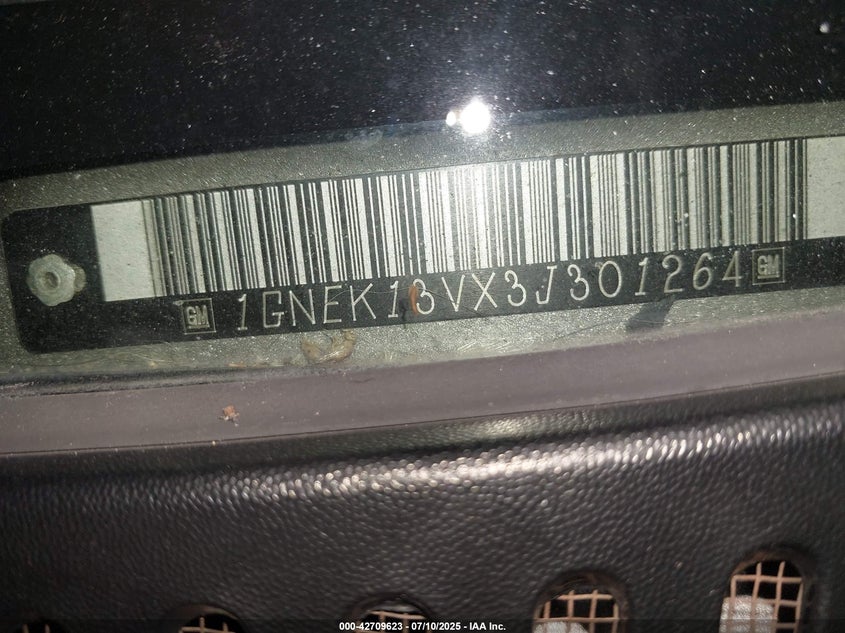 GM 1GNEK13VX3J301264 GM
000-42709623 - 07/10/2025 - IAA Inc.